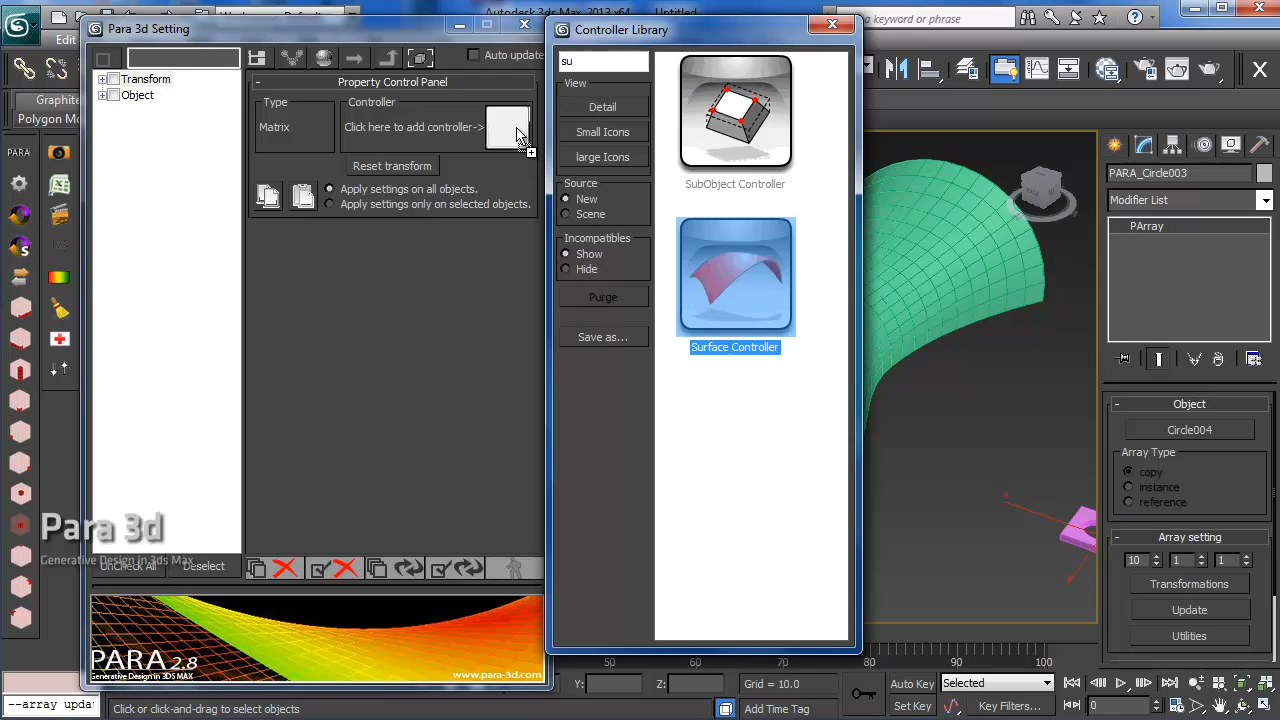 Autodesk 3ds Max 2013 x64 Untitled
a keyword or phrase
Edit
Para 3d Setting
Auto update
Transform
Object
Property Control Panel
Type
Matrix
Controller
Click here to add controller->
Reset transform
Apply settings on all objects.
Apply settings only on selected objects.
Controller Library
su
View
Detail
Small Icons
large Icons
Source
New
Scene
Incompatibles
Show
Hide
Purge
Save as...
SubObject Controller
Surface Controller
Graphite
Polygon Mo
PARA
Para 3d
Generative Design in 3ds Max
UnCheck All
Deselect
PARA 2.8
Generative Design in 3DS MAX
www.para-3d.com
PARA_Circle003
Modifier List
PArray
Object
Circle004
Array Type
copy
instance
reference
Array setting
10 1 1
Transformations
Update
Utilities
50 60 70 80 90 100
Y: Z: Grid = 10.0
Auto Key
Selected
Set Key
Key Filters...
0
--array upda
Click or click-and-drag to select objects
Add Time Tag